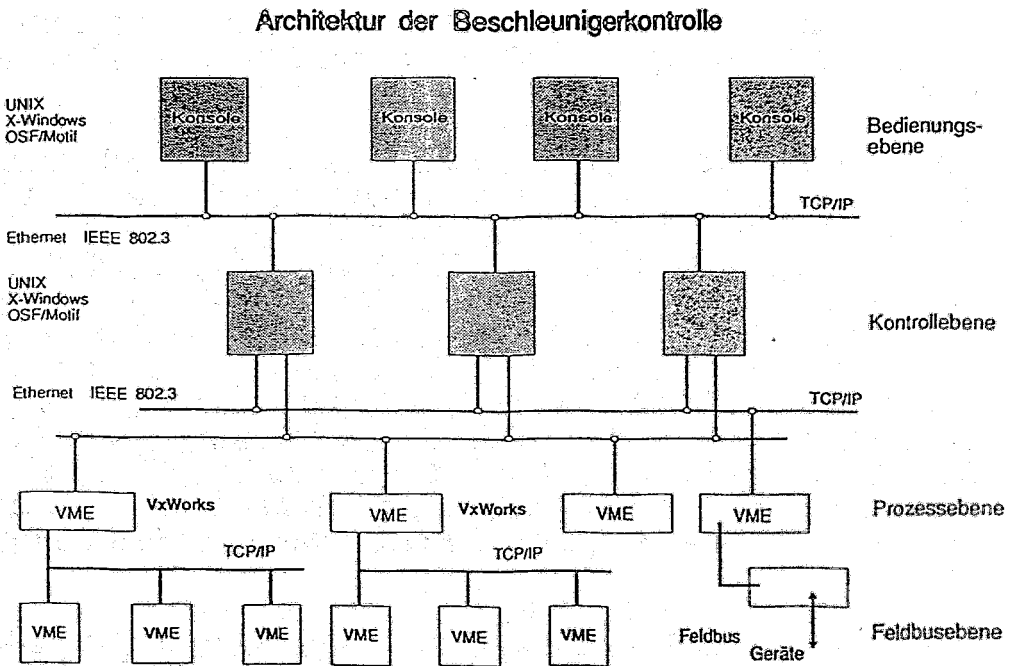 Architektur der Beschleunigerkontrolle
UNIX
X-Windows
OSF/Motif
Konsole
Konsole
Konsole
Konsole
Bedienungs-
ebene
TCP/IP
Ethernet IEEE 802.3
UNIX
X-Windows
OSF/Motif
Kontrollebene
Ethernet IEEE 802.3
TCP/IP
VME
VxWorks
VME
VxWorks
VME
VME
Prozessebene
TCP/IP
TCP/IP
VME
VME
VME
VME
VME
VME
Feldbus
Geräte
Feldbusebene